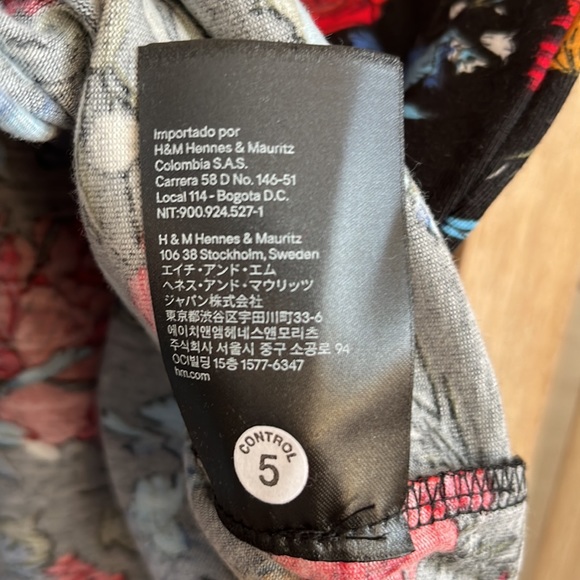 Importado por
H&M Hennes & Mauritz
Colombia S.A.S.
Carrera 58 D No. 146-51
Local 114 - Bogota D.C.
NIT:900.924.527-1
H & M Hennes & Mauritz
106 38 Stockholm, Sweden
エイチ・アンド・エム
ヘネス・アンド・マウリッツ
ジャパン株式会社
東京都渋谷区宇田川町33-6
에이치앤엠헤네스앤모리츠
주식회사 서울시 중구 소공로 94
OCI빌딩 15층 1577-6347
hm.com
CONTROL
5